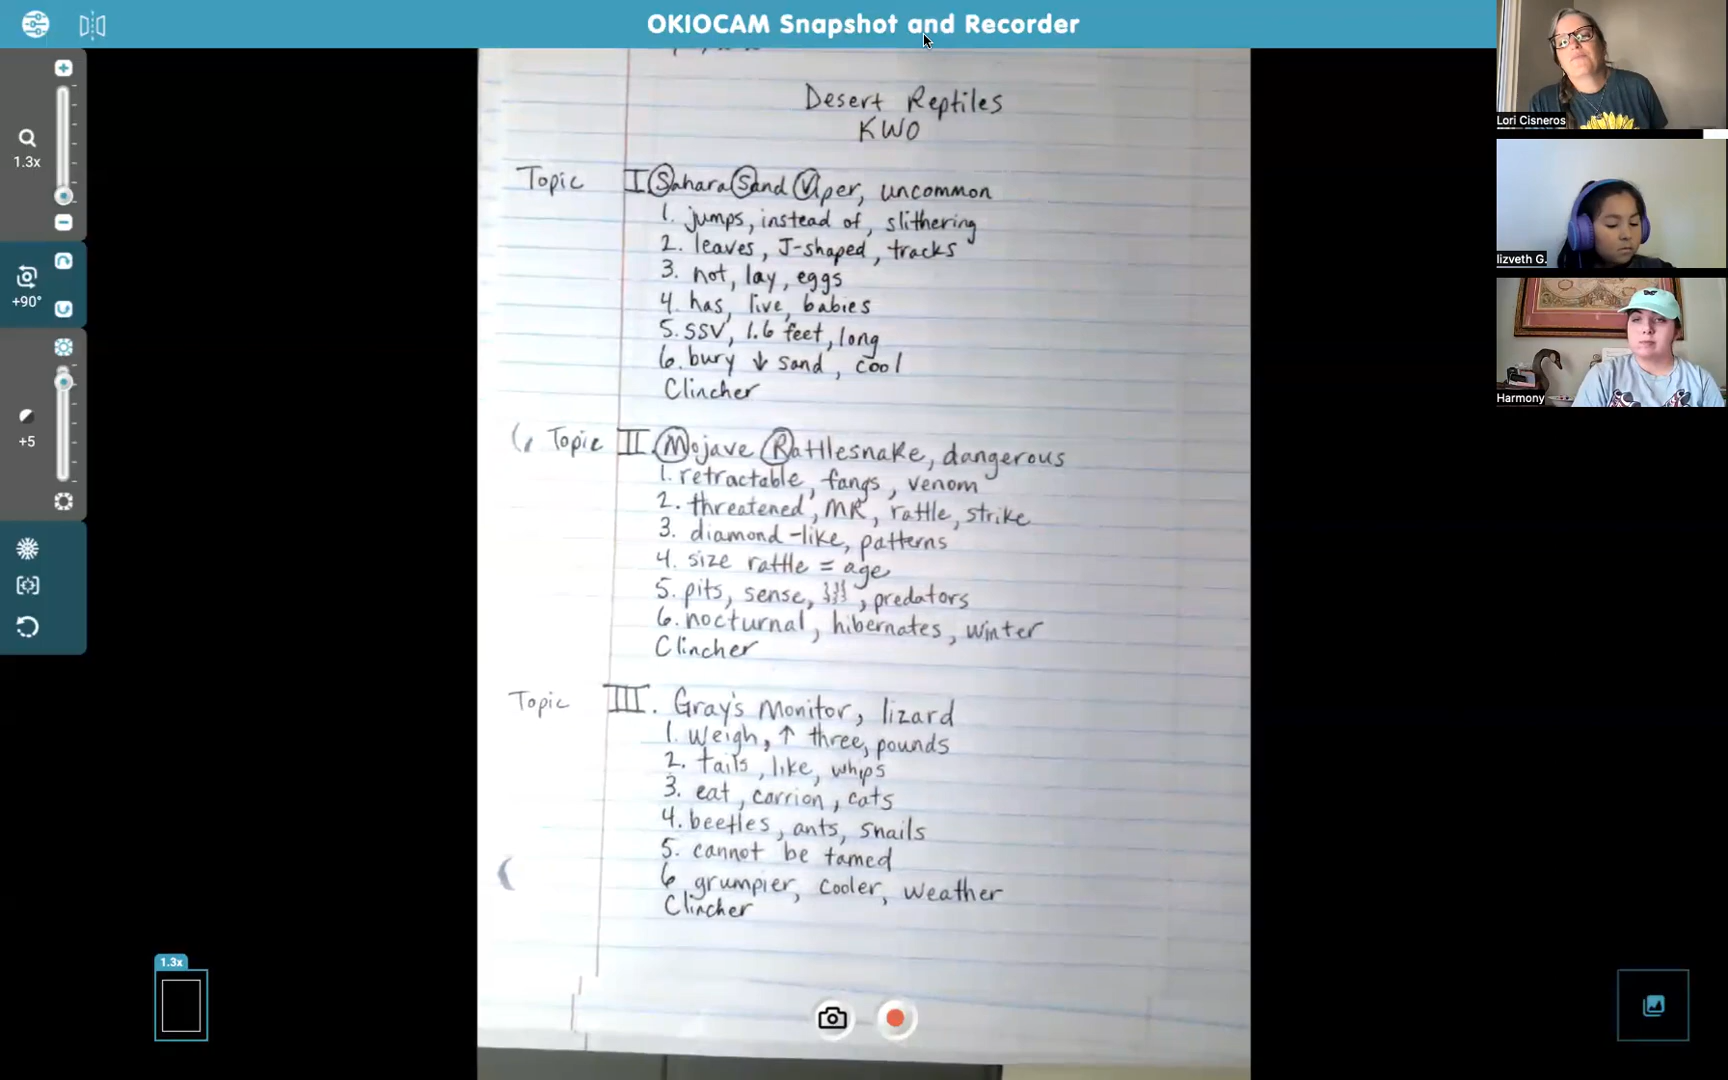 OKIOCAM Snapshot and Recorder
Desert Reptiles
KWO
Topic I Sahara Sand Viper, uncommon
1. jumps, instead of, slithering
2. leaves, J-shaped, tracks
3. not, lay, eggs
4. has, live, babies
5. SSV, 1.6 feet, long
6. bury ↓ sand, cool
Clincher
Topic II. Mojave Rattlesnake, dangerous
1. retractable, fangs, venom
2. threatened, MR, rattle, strike
3. diamond-like, patterns
4. size rattle = age
5. pits, sense, , predators
6. nocturnal, hibernates, winter
Clincher
Topic III. Gray's Monitor, lizard
1. weigh, ↑ three, pounds
2. tails, like, whips
3. eat, carrion, cats
4. beetles, ants, snails
5. cannot be tamed
6 grumpier, cooler, weather
Clincher
1.3x
+90°
+5
1.3x
Lori Cisneros
lizveth G.
Harmony